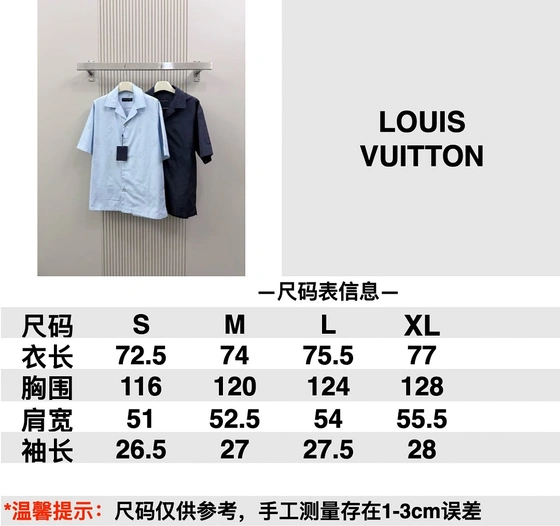 LOUIS
VUITTON
—尺码表信息—
尺码 S M L XL
衣长 72.5 74 75.5 77
胸围 116 120 124 128
肩宽 51 52.5 54 55.5
袖长 26.5 27 27.5 28
*温馨提示：尺码仅供参考，手工测量存在1-3cm误差